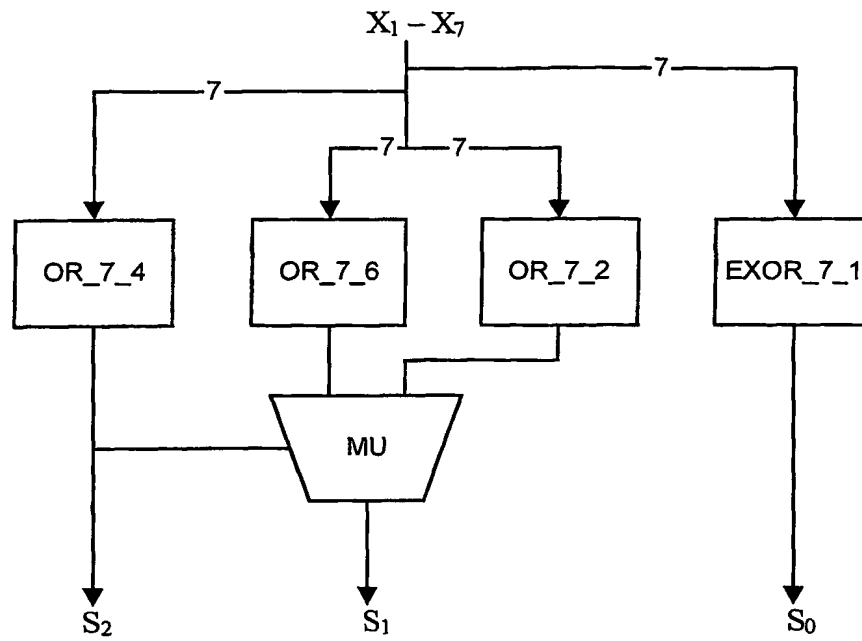 X₁ – X₇
7
7
7
7
OR_7_4
OR_7_6
OR_7_2
EXOR_7_1
MU
S₂
S₁
S₀